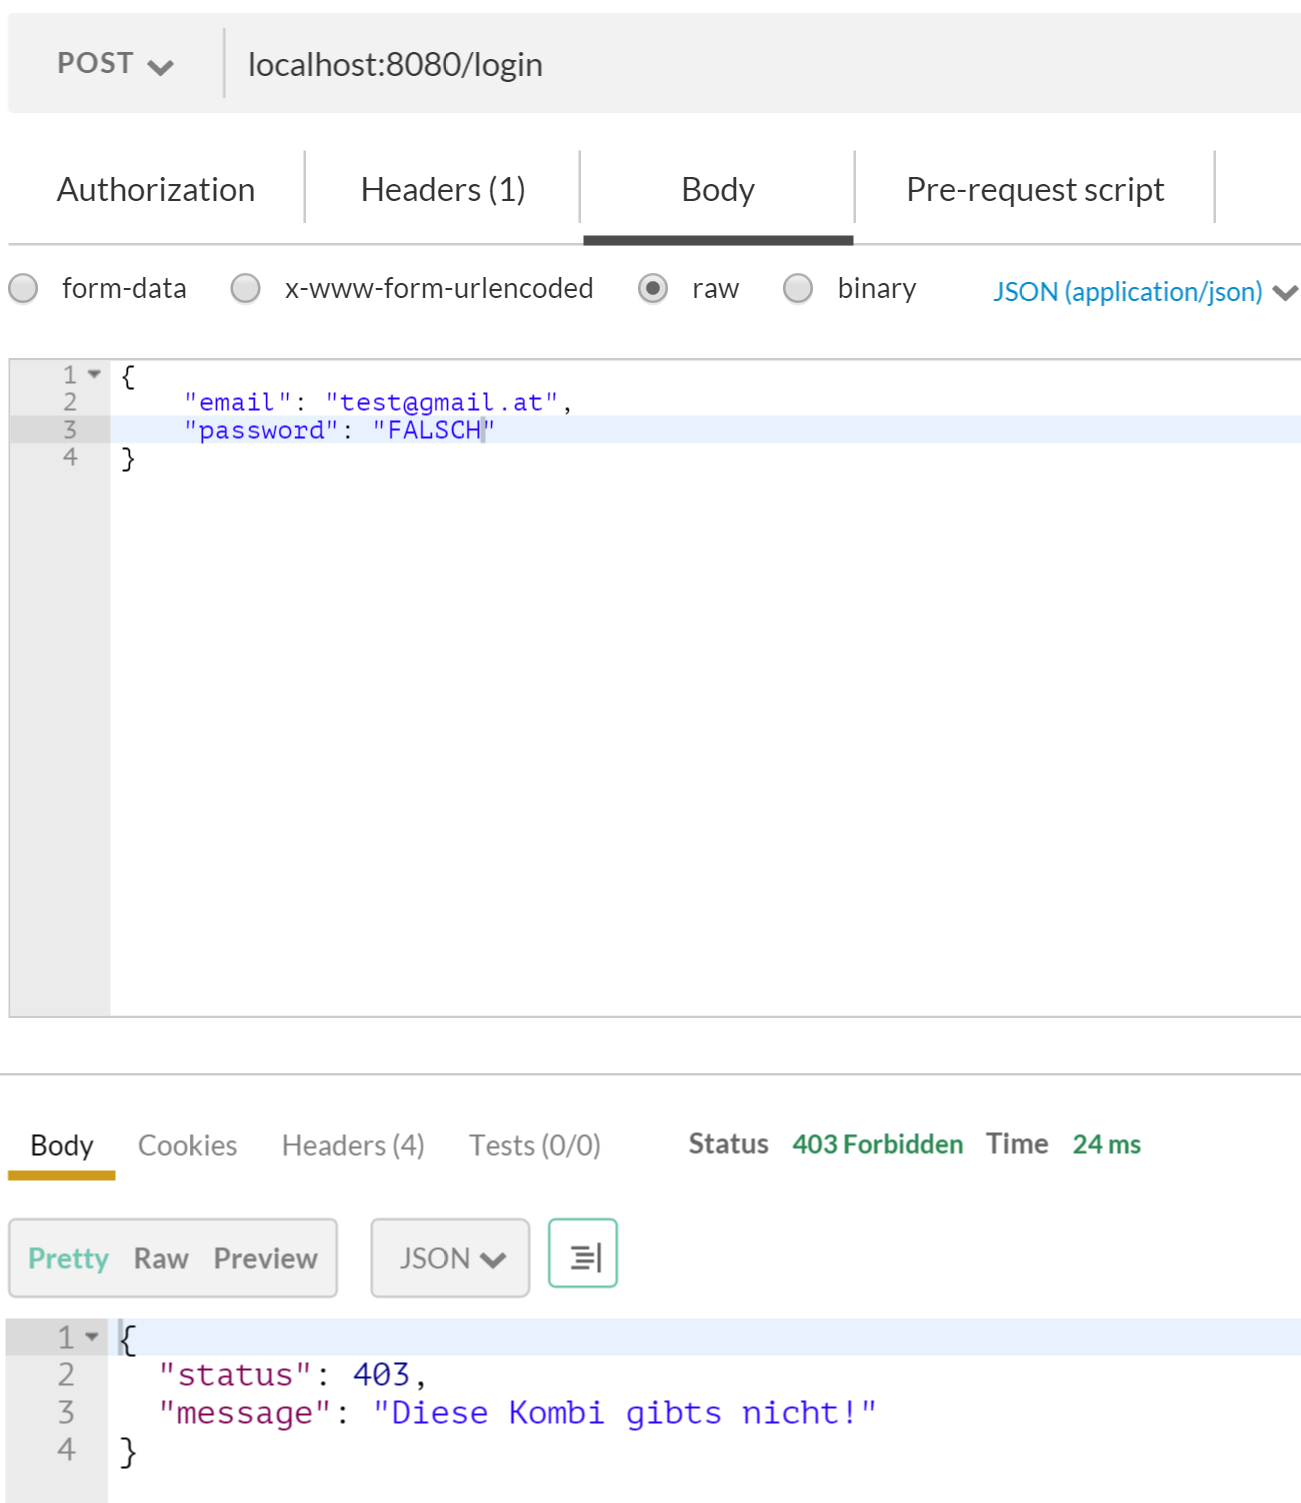 POST localhost:8080/login
Authorization Headers (1) Body Pre-request script
form-data x-www-form-urlencoded raw binary JSON (application/json)
1 {
2 "email": "test@gmail.at",
3 "password": "FALSCH"
4 }
Body Cookies Headers (4) Tests (0/0) Status 403 Forbidden Time 24 ms
Pretty Raw Preview JSON
1 {
2 "status": 403,
3 "message": "Diese Kombi gibts nicht!"
4 }